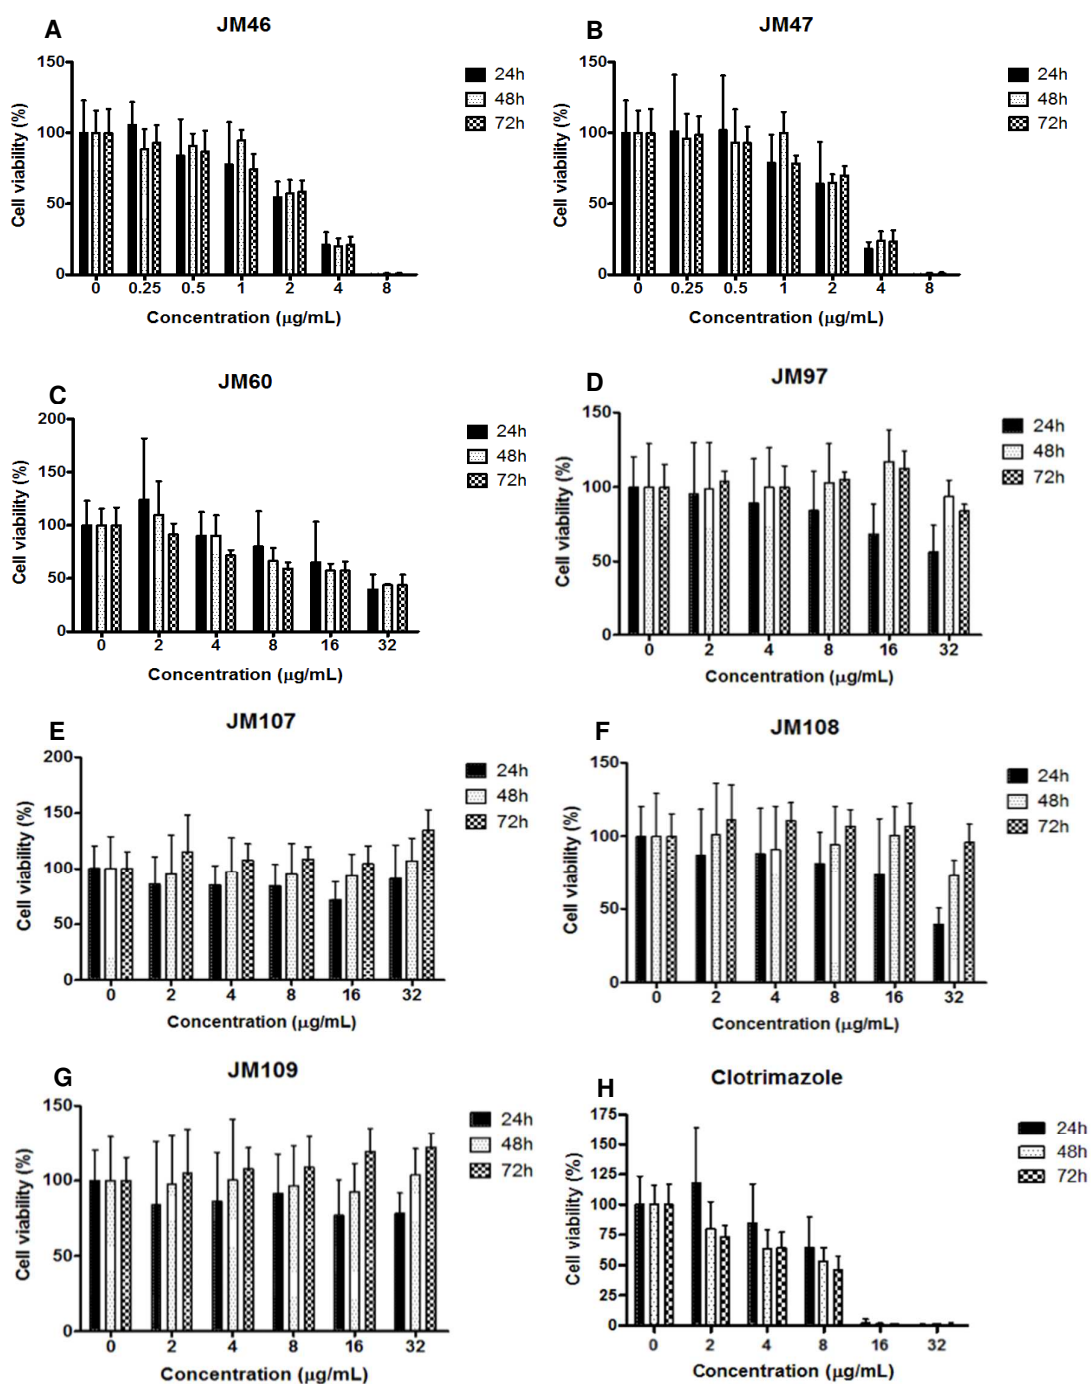 A
JM46
Cell viability (%)
150
100
50
0
0 0.25 0.5 1 2 4 8
Concentration (μg/mL)
24h
48h
72h
B
JM47
Cell viability (%)
150
100
50
0
0 0.25 0.5 1 2 4 8
Concentration (μg/mL)
24h
48h
72h
C
JM60
Cell viability (%)
200
150
100
50
0
0 2 4 8 16 32
Concentration (μg/mL)
24h
48h
72h
D
JM97
Cell viability (%)
150
100
50
0
0 2 4 8 16 32
Concentration (μg/mL)
24h
48h
72h
E
JM107
Cell viability (%)
200
150
100
50
0
0 2 4 8 16 32
Concentration (μg/mL)
24h
48h
72h
F
JM108
Cell viability (%)
150
100
50
0
0 2 4 8 16 32
Concentration (μg/mL)
24h
48h
72h
G
JM109
Cell viability (%)
150
100
50
0
0 2 4 8 16 32
Concentration (μg/mL)
24h
48h
72h
H
Clotrimazole
Cell viability (%)
175
150
125
100
75
50
25
0
0 2 4 8 16 32
Concentration (μg/mL)
24h
48h
72h